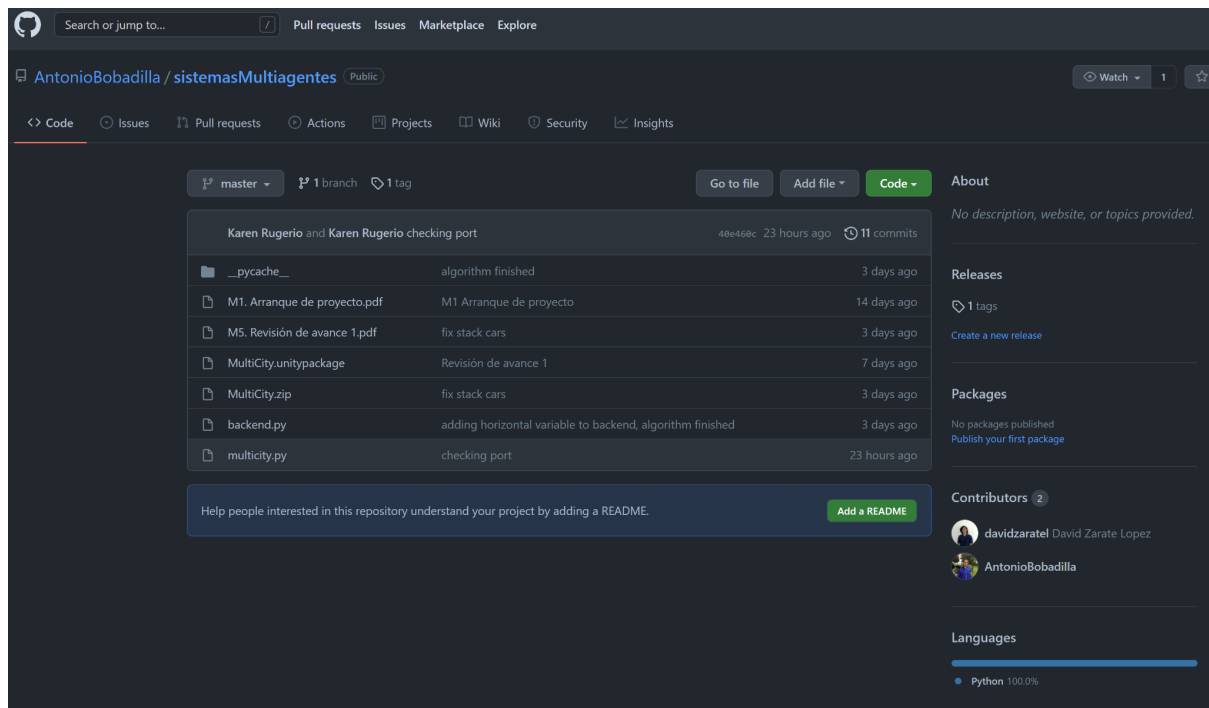 Search or jump to... / Pull requests Issues Marketplace Explore
AntonioBobadilla / sistemasMultiagentes Public Watch 1
Code Issues Pull requests Actions Projects Wiki Security Insights
master 1 branch 1 tag Go to file Add file Code
Karen Rugerio and Karen Rugerio checking port 40e460c 23 hours ago 11 commits
__pycache__ algorithm finished 3 days ago
M1. Arranque de proyecto.pdf M1 Arranque de proyecto 14 days ago
M5. Revisión de avance 1.pdf fix stack cars 3 days ago
MultiCity.unitypackage Revisión de avance 1 7 days ago
MultiCity.zip fix stack cars 3 days ago
backend.py adding horizontal variable to backend, algorithm finished 3 days ago
multicity.py checking port 23 hours ago
Help people interested in this repository understand your project by adding a README. Add a README
About
No description, website, or topics provided.
Releases
1 tags
Create a new release
Packages
No packages published
Publish your first package
Contributors 2
davidzaratel David Zarate Lopez
AntonioBobadilla
Languages
Python 100.0%